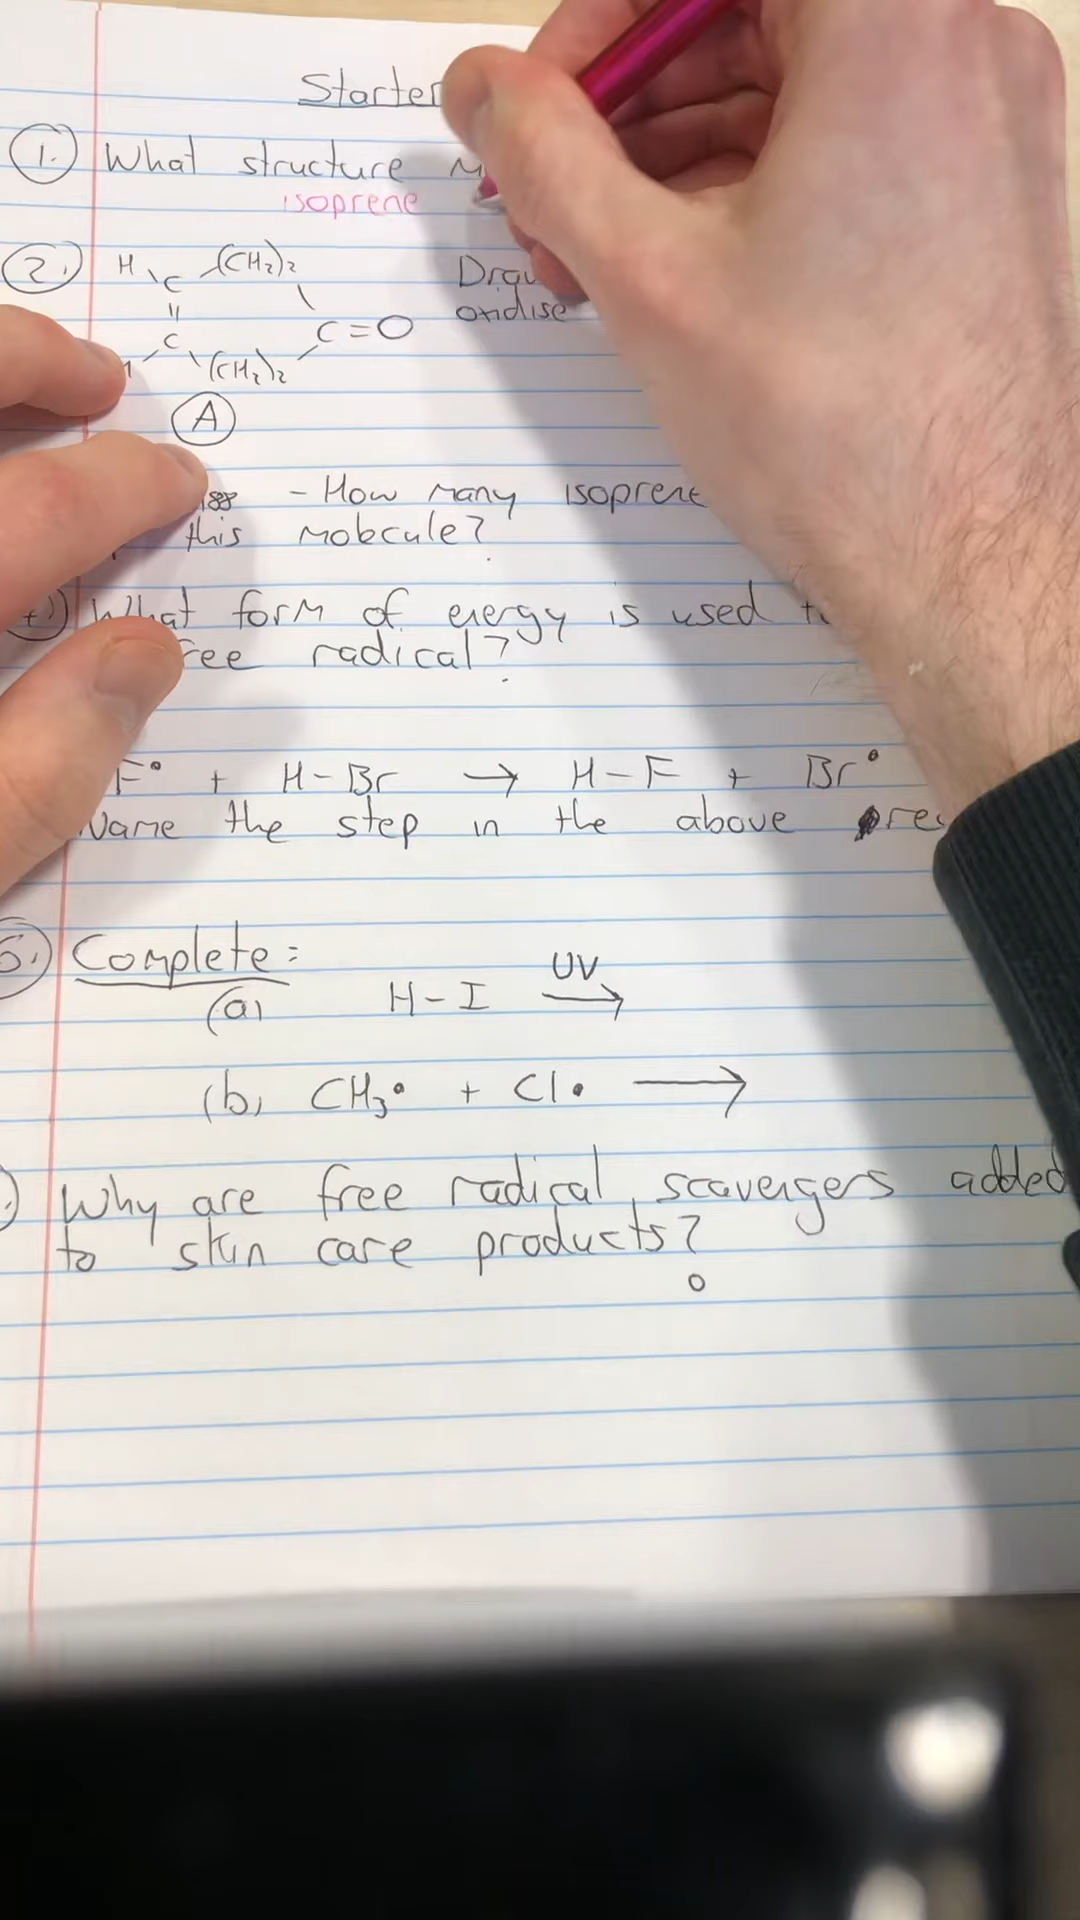 Starter
1. What structure
isoprene
2. H C (CH2)2
Draw
=
oxidise
C C=O
(CH2)2
A
- How many isoprene
this molecule?
What form of energy is used
free radical?
F• + H-Br → H-F + Br•
Name the step in the above
6. Complete:
UV
(a) H-I →
(b) CH3• + Cl• →
Why are free radical scavengers added
to skin care products?